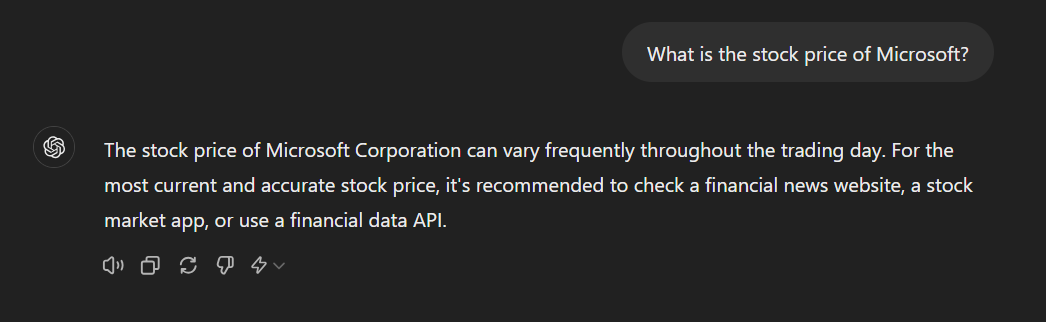 What is the stock price of Microsoft?
The stock price of Microsoft Corporation can vary frequently throughout the trading day. For the
most current and accurate stock price, it's recommended to check a financial news website, a stock
market app, or use a financial data API.